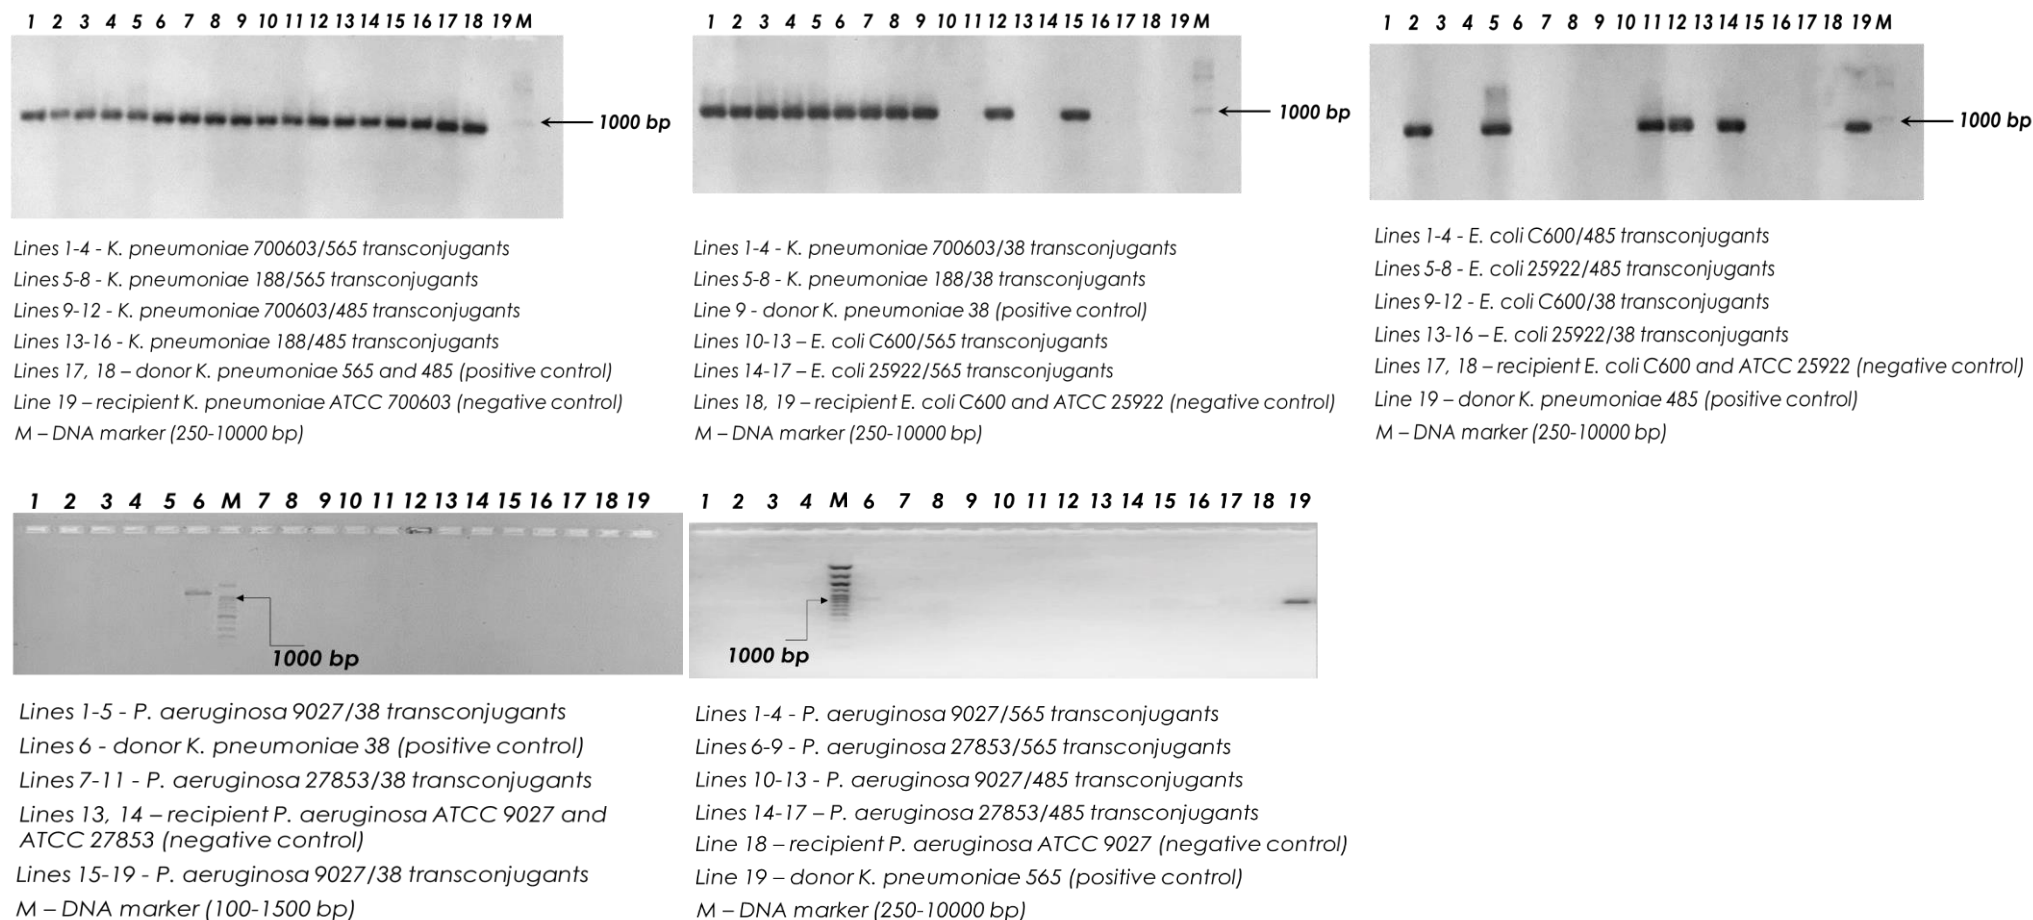 1 2 3 4 5 6 7 8 9 10 11 12 13 14 15 16 17 18 19 M
1000 bp
Lines 1-4 - K. pneumoniae 700603/565 transconjugants
Lines 5-8 - K. pneumoniae 188/565 transconjugants
Lines 9-12 - K. pneumoniae 700603/485 transconjugants
Lines 13-16 - K. pneumoniae 188/485 transconjugants
Lines 17, 18 – donor K. pneumoniae 565 and 485 (positive control)
Line 19 – recipient K. pneumoniae ATCC 700603 (negative control)
M – DNA marker (250-10000 bp)
1 2 3 4 5 6 7 8 9 10 11 12 13 14 15 16 17 18 19 M
1000 bp
Lines 1-4 - K. pneumoniae 700603/38 transconjugants
Lines 5-8 - K. pneumoniae 188/38 transconjugants
Line 9 - donor K. pneumoniae 38 (positive control)
Lines 10-13 – E. coli C600/565 transconjugants
Lines 14-17 – E. coli 25922/565 transconjugants
Lines 18, 19 – recipient E. coli C600 and ATCC 25922 (negative control)
M – DNA marker (250-10000 bp)
1 2 3 4 5 6 7 8 9 10 11 12 13 14 15 16 17 18 19 M
1000 bp
Lines 1-4 - E. coli C600/485 transconjugants
Lines 5-8 - E. coli 25922/485 transconjugants
Lines 9-12 - E. coli C600/38 transconjugants
Lines 13-16 – E. coli 25922/38 transconjugants
Lines 17, 18 – recipient E. coli C600 and ATCC 25922 (negative control)
Line 19 – donor K. pneumoniae 485 (positive control)
M – DNA marker (250-10000 bp)
1 2 3 4 5 6 M 7 8 9 10 11 12 13 14 15 16 17 18 19
1000 bp
Lines 1-5 - P. aeruginosa 9027/38 transconjugants
Lines 6 - donor K. pneumoniae 38 (positive control)
Lines 7-11 - P. aeruginosa 27853/38 transconjugants
Lines 13, 14 – recipient P. aeruginosa ATCC 9027 and
ATCC 27853 (negative control)
Lines 15-19 - P. aeruginosa 9027/38 transconjugants
M – DNA marker (100-1500 bp)
1 2 3 4 M 6 7 8 9 10 11 12 13 14 15 16 17 18 19
1000 bp
Lines 1-4 - P. aeruginosa 9027/565 transconjugants
Lines 6-9 - P. aeruginosa 27853/565 transconjugants
Lines 10-13 - P. aeruginosa 9027/485 transconjugants
Lines 14-17 – P. aeruginosa 27853/485 transconjugants
Line 18 – recipient P. aeruginosa ATCC 9027 (negative control)
Line 19 – donor K. pneumoniae 565 (positive control)
M – DNA marker (250-10000 bp)